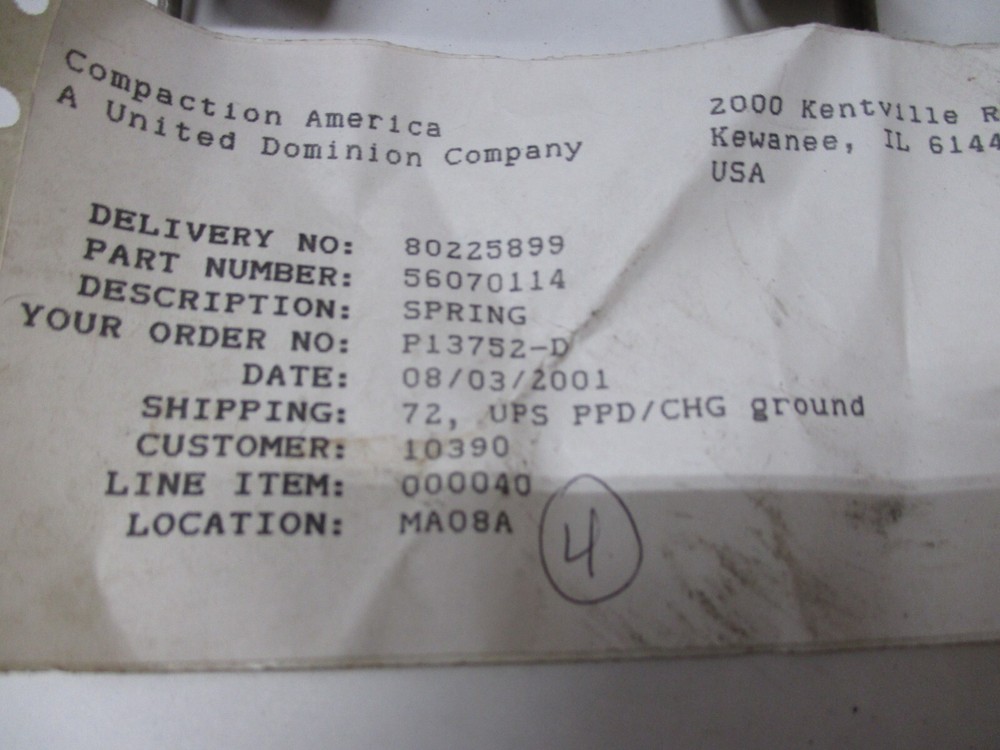 Compaction America
A United Dominion Company
2000 Kentville R
Kewanee, IL 6144
USA
DELIVERY NO: 80225899
PART NUMBER: 56070114
DESCRIPTION: SPRING
YOUR ORDER NO: P13752-D
DATE: 08/03/2001
SHIPPING: 72, UPS PPD/CHG ground
CUSTOMER: 10390
LINE ITEM: 000040
LOCATION: MA08A
4